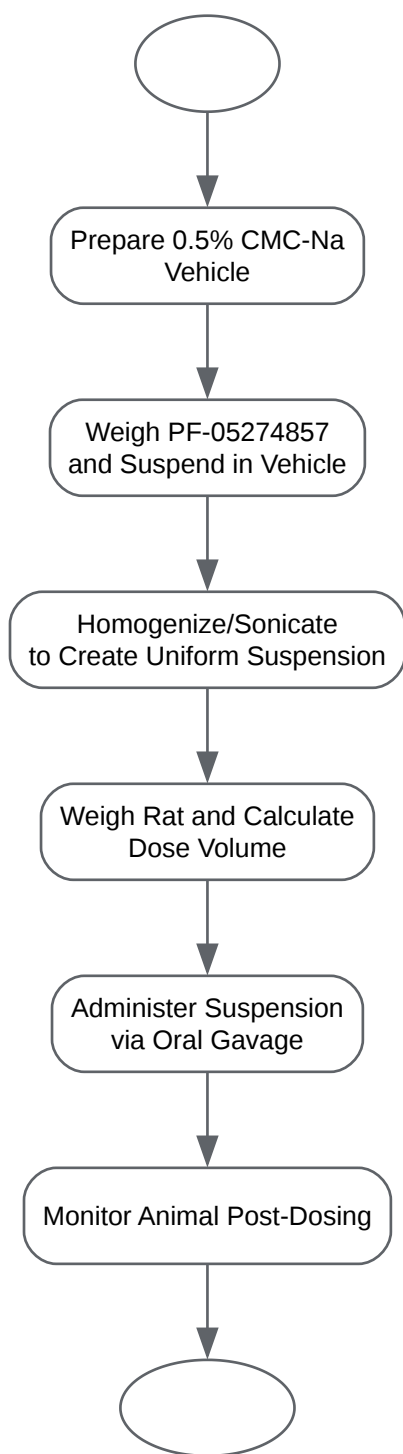 Prepare 0.5% CMC-Na
Vehicle
Weigh PF-05274857
and Suspend in Vehicle
Homogenize/Sonicate
to Create Uniform Suspension
Weigh Rat and Calculate
Dose Volume
Administer Suspension
via Oral Gavage
Monitor Animal Post-Dosing